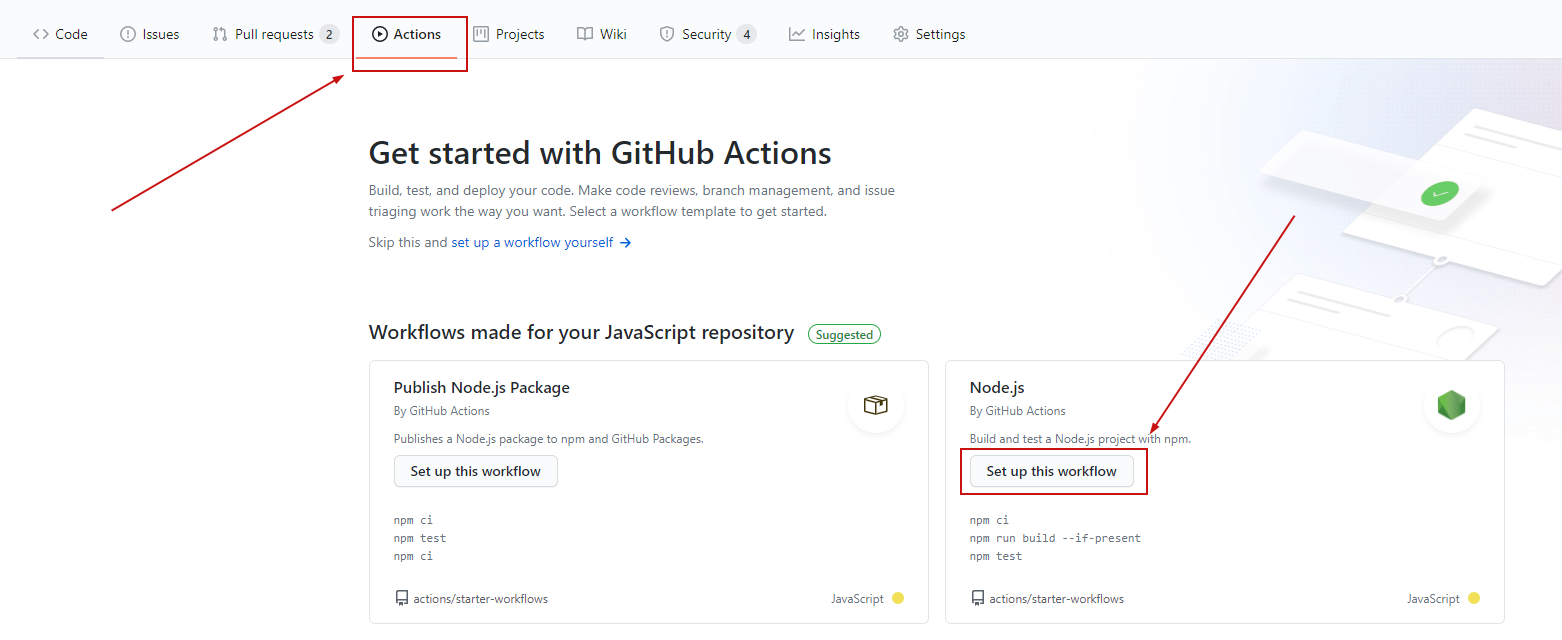 Code Issues Pull requests 2 Actions Projects Wiki Security 4 Insights Settings
Get started with GitHub Actions
Build, test, and deploy your code. Make code reviews, branch management, and issue
triaging work the way you want. Select a workflow template to get started.
Skip this and set up a workflow yourself →
Workflows made for your JavaScript repository Suggested
Publish Node.js Package
By GitHub Actions
Publishes a Node.js package to npm and GitHub Packages.
Set up this workflow
npm ci
npm test
npm ci
actions/starter-workflows JavaScript
Node.js
By GitHub Actions
Build and test a Node.js project with npm.
Set up this workflow
npm ci
npm run build --if-present
npm test
actions/starter-workflows JavaScript